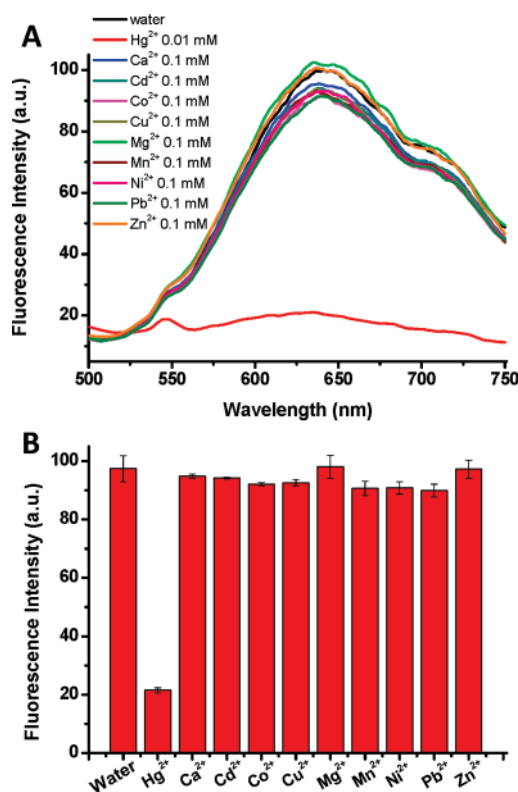 A
water
Hg²⁺ 0.01 mM
Ca²⁺ 0.1 mM
Cd²⁺ 0.1 mM
Co²⁺ 0.1 mM
Cu²⁺ 0.1 mM
Mg²⁺ 0.1 mM
Mn²⁺ 0.1 mM
Ni²⁺ 0.1 mM
Pb²⁺ 0.1 mM
Zn²⁺ 0.1 mM
Fluorescence Intensity (a.u.)
100
80
60
40
20
500 550 600 650 700 750
Wavelength (nm)
B
Fluorescence Intensity (a.u.)
100
80
60
40
20
0
Water Hg²⁺ Ca²⁺ Cd²⁺ Co²⁺ Cu²⁺ Mg²⁺ Mn²⁺ Ni²⁺ Pb²⁺ Zn²⁺